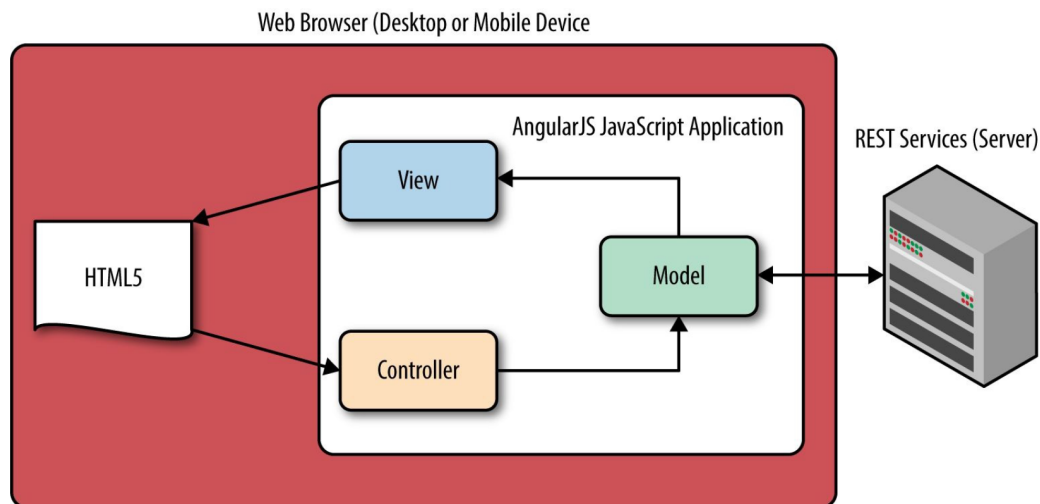 Web Browser (Desktop or Mobile Device
AngularJS JavaScript Application
REST Services (Server)
View
HTML5
Model
Controller